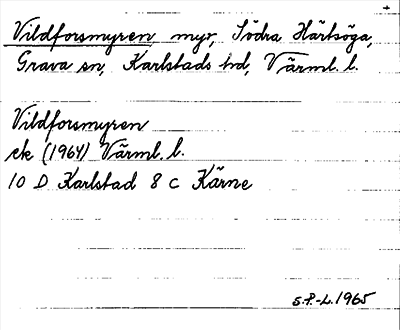 Vildforsmyren myr, Södra Härtsöga,
Grava sn, Karlstads hd, Värml. l.
Vildforsmyren
ek (1964) Värml. l.
10 D Karlstad 8 c Kärne
S.P.-L. 1965